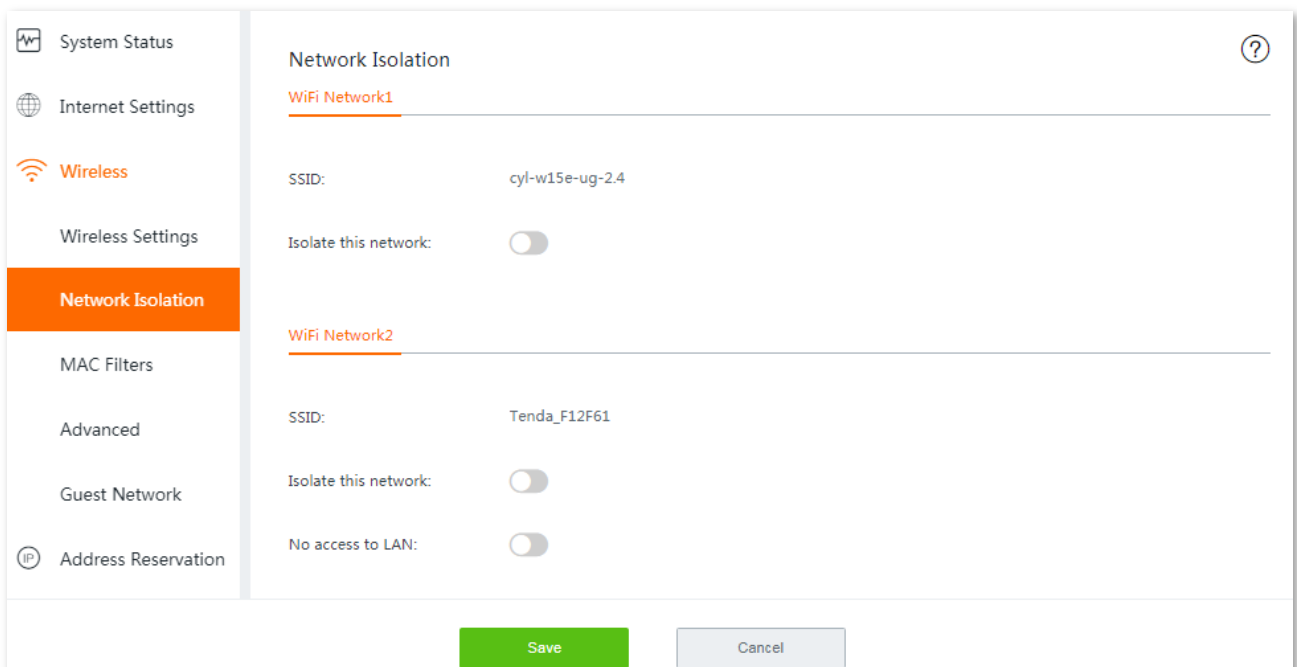 System Status
Internet Settings
Wireless
Wireless Settings
Network Isolation
MAC Filters
Advanced
Guest Network
IP Address Reservation
Network Isolation
?
WiFi Network1
SSID: cyl-w15e-ug-2.4
Isolate this network:
WiFi Network2
SSID: Tenda_F12F61
Isolate this network:
No access to LAN:
Save Cancel